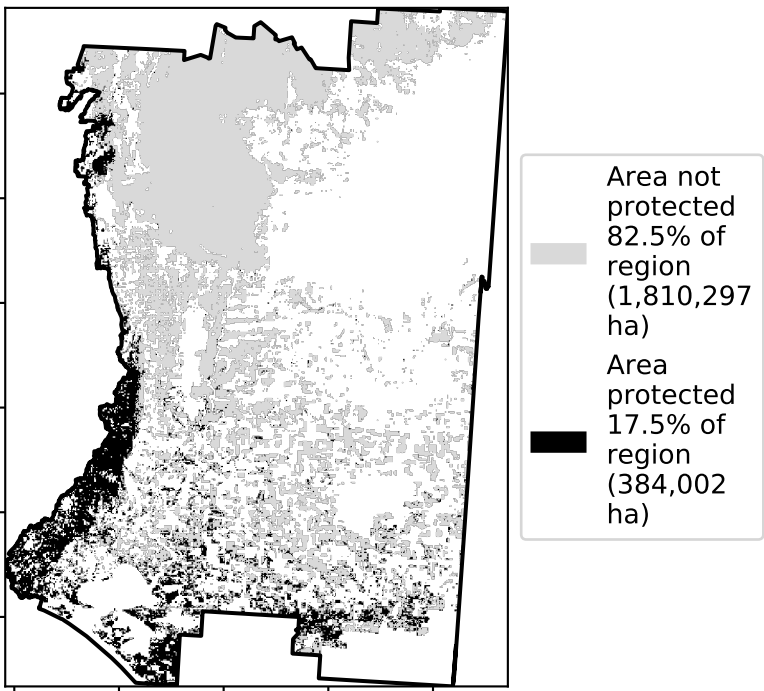 Area not
protected
82.5% of
region
(1,810,297
ha)
Area
protected
17.5% of
region
(384,002
ha)